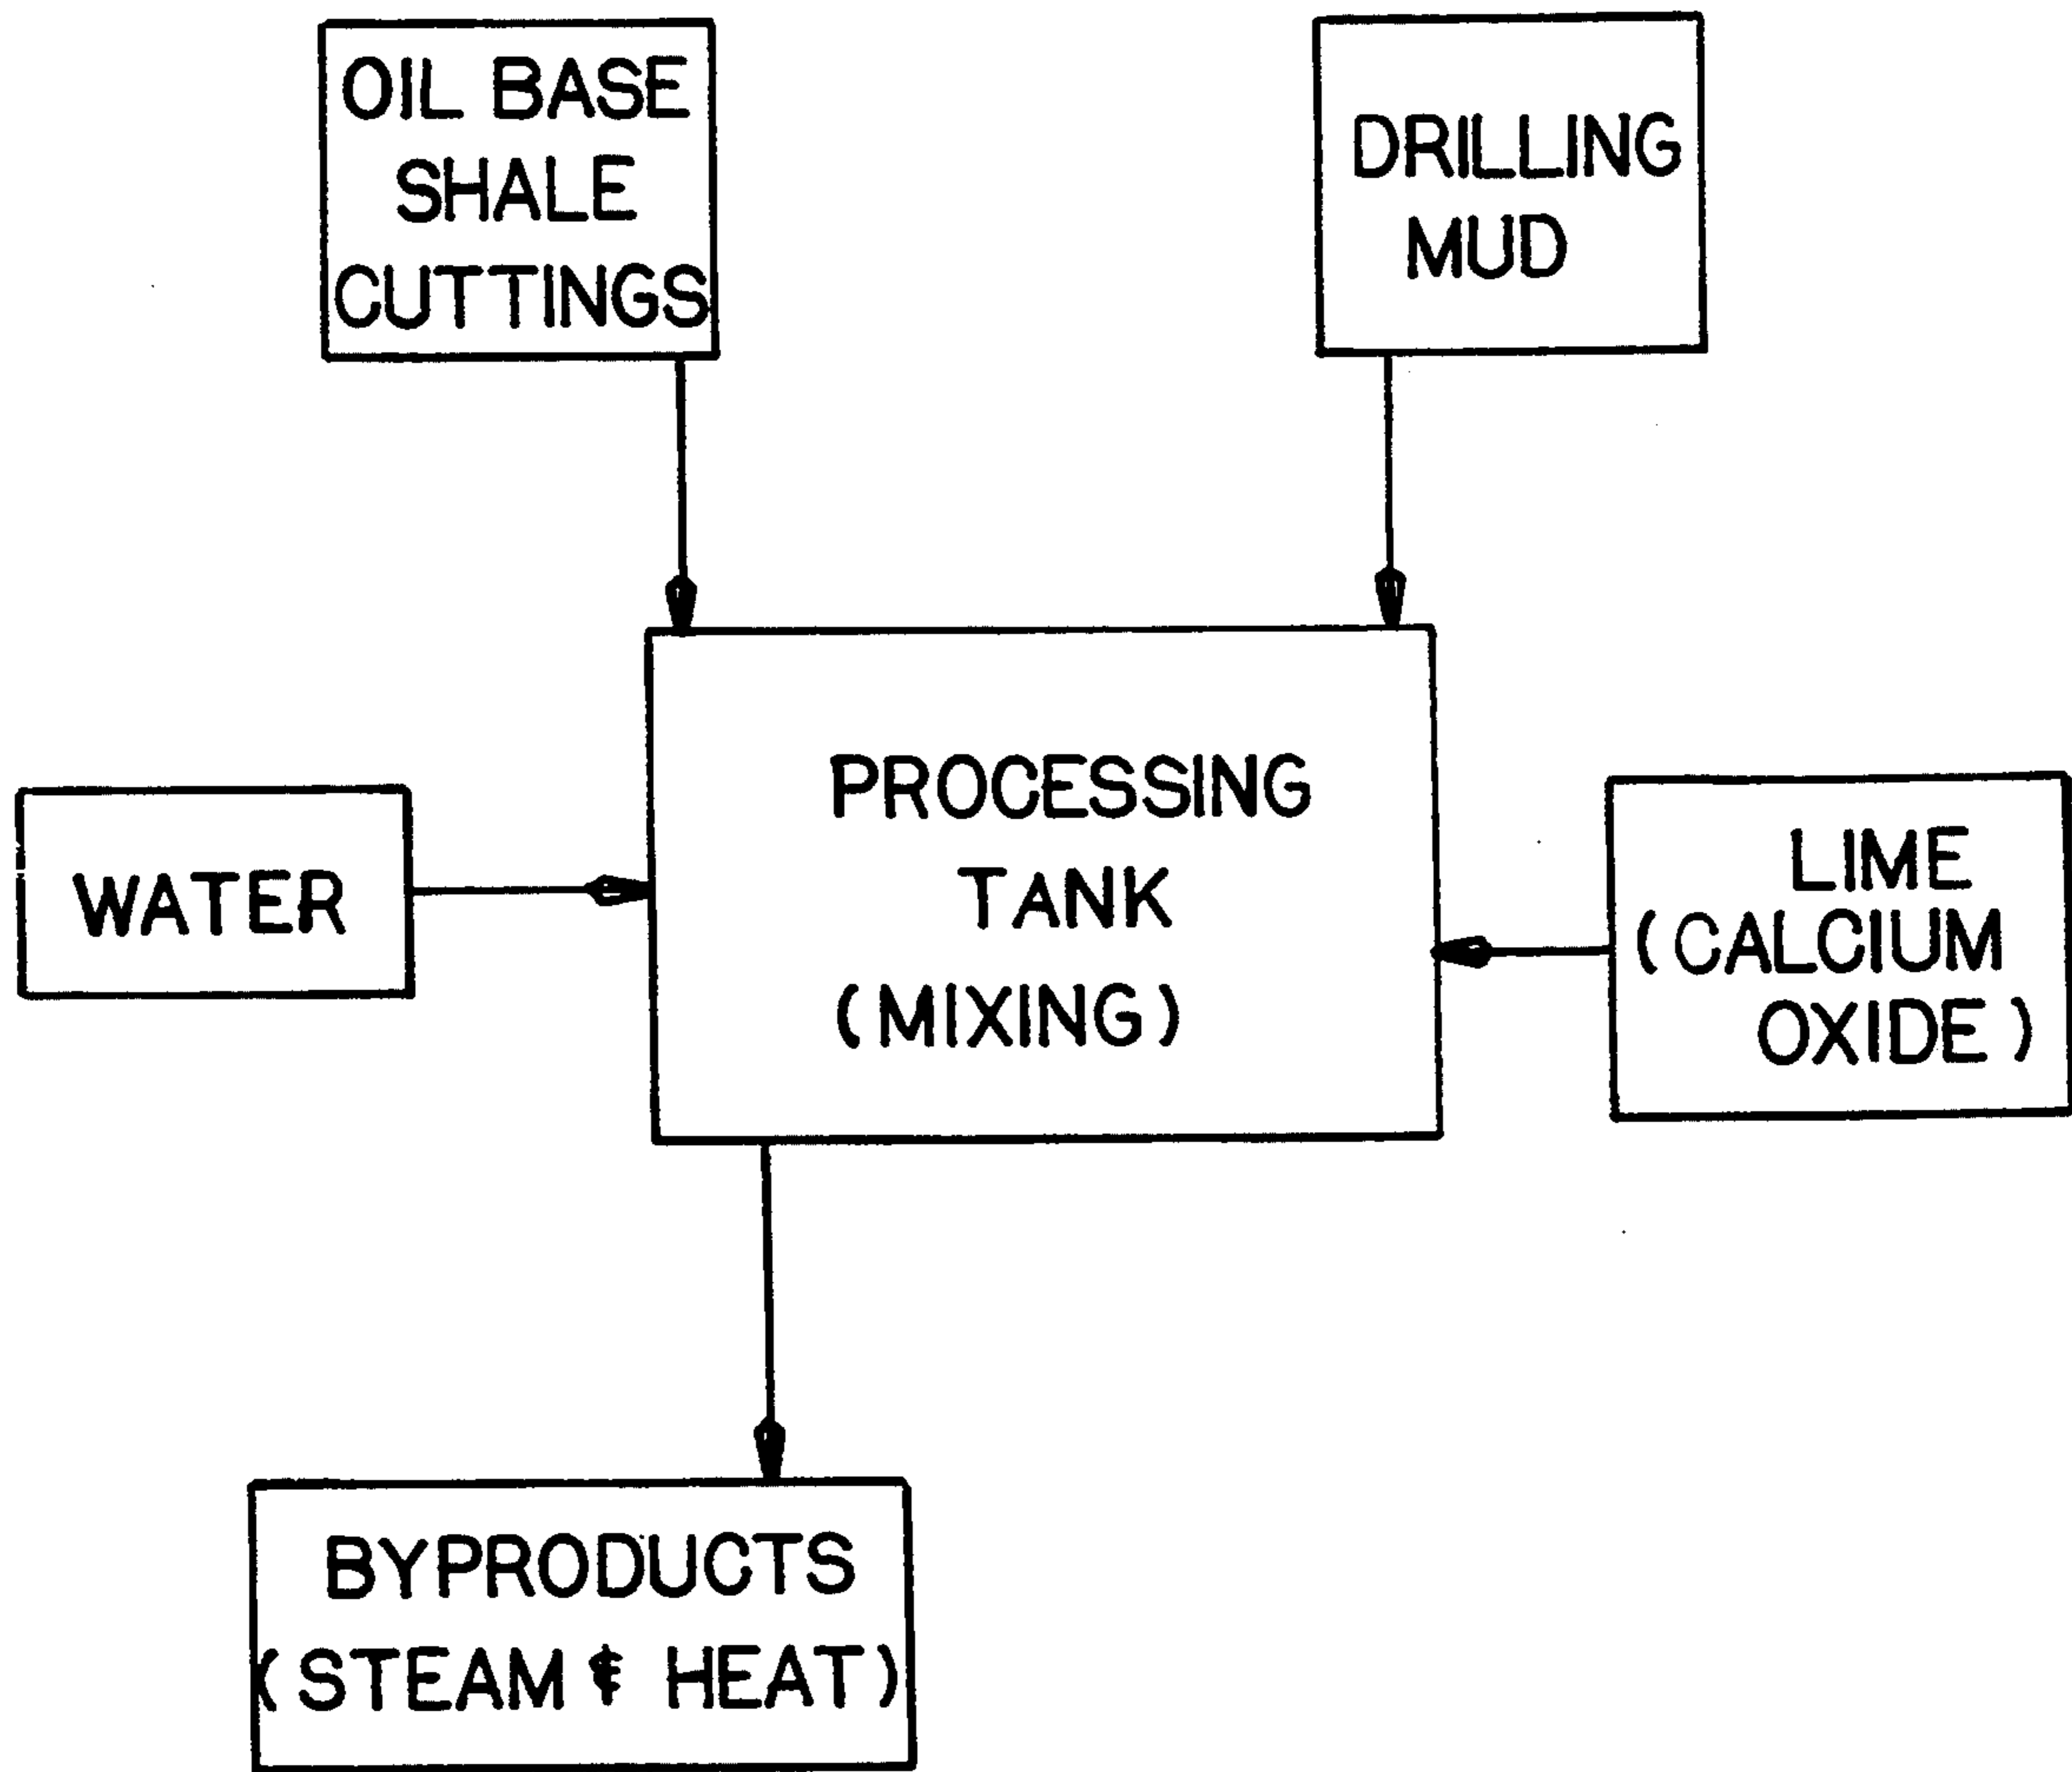 OIL BASE
SHALE
CUTTINGS
DRILLING
MUD
PROCESSING
TANK
(MIXING)
WATER
LIME
(CALCIUM
OXIDE)
BYPRODUCTS
(STEAM & HEAT)